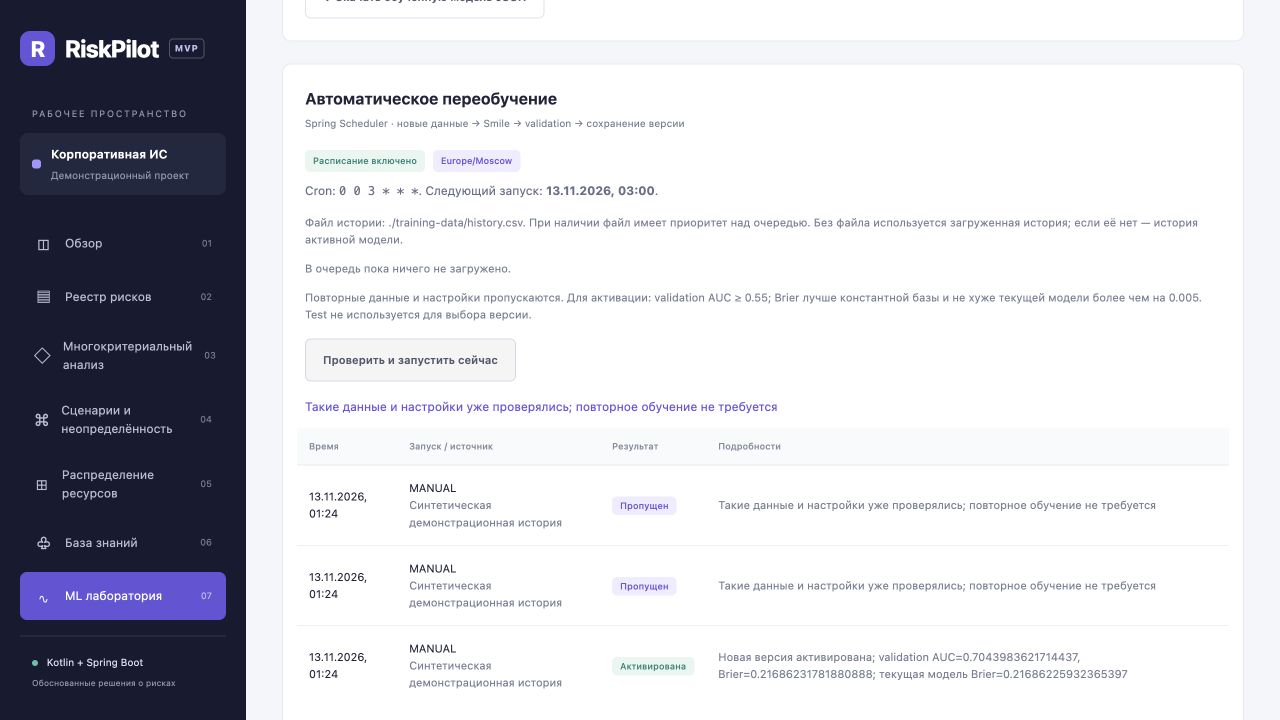 R RiskPilot MVP
РАБОЧЕЕ ПРОСТРАНСТВО
Корпоративная ИС
Демонстрационный проект
Обзор 01
Реестр рисков 02
Многокритериальный
анализ 03
Сценарии и
неопределённость 04
Распределение
ресурсов 05
База знаний 06
ML лаборатория 07
Kotlin + Spring Boot
Обоснованные решения о рисках
Автоматическое переобучение
Spring Scheduler · новые данные → Smile → validation → сохранение версии
Расписание включено Europe/Moscow
Cron: 0 0 3 * * *. Следующий запуск: 13.11.2026, 03:00.
Файл истории: ./training-data/history.csv. При наличии файл имеет приоритет над очередью. Без файла используется загруженная история; если её нет — история
активной модели.
В очередь пока ничего не загружено.
Повторные данные и настройки пропускаются. Для активации: validation AUC ≥ 0.55; Brier лучше константной базы и не хуже текущей модели более чем на 0.005.
Test не используется для выбора версии.
Проверить и запустить сейчас
Такие данные и настройки уже проверялись; повторное обучение не требуется
Время Запуск / источник Результат Подробности
13.11.2026,
01:24
MANUAL
Синтетическая
демонстрационная история
Пропущен
Такие данные и настройки уже проверялись; повторное обучение не требуется
13.11.2026,
01:24
MANUAL
Синтетическая
демонстрационная история
Пропущен
Такие данные и настройки уже проверялись; повторное обучение не требуется
13.11.2026,
01:24
MANUAL
Синтетическая
демонстрационная история
Активирована
Новая версия активирована; validation AUC=0.7043983621714437,
Brier=0.21686231781880888; текущая модель Brier=0.21686225932365397